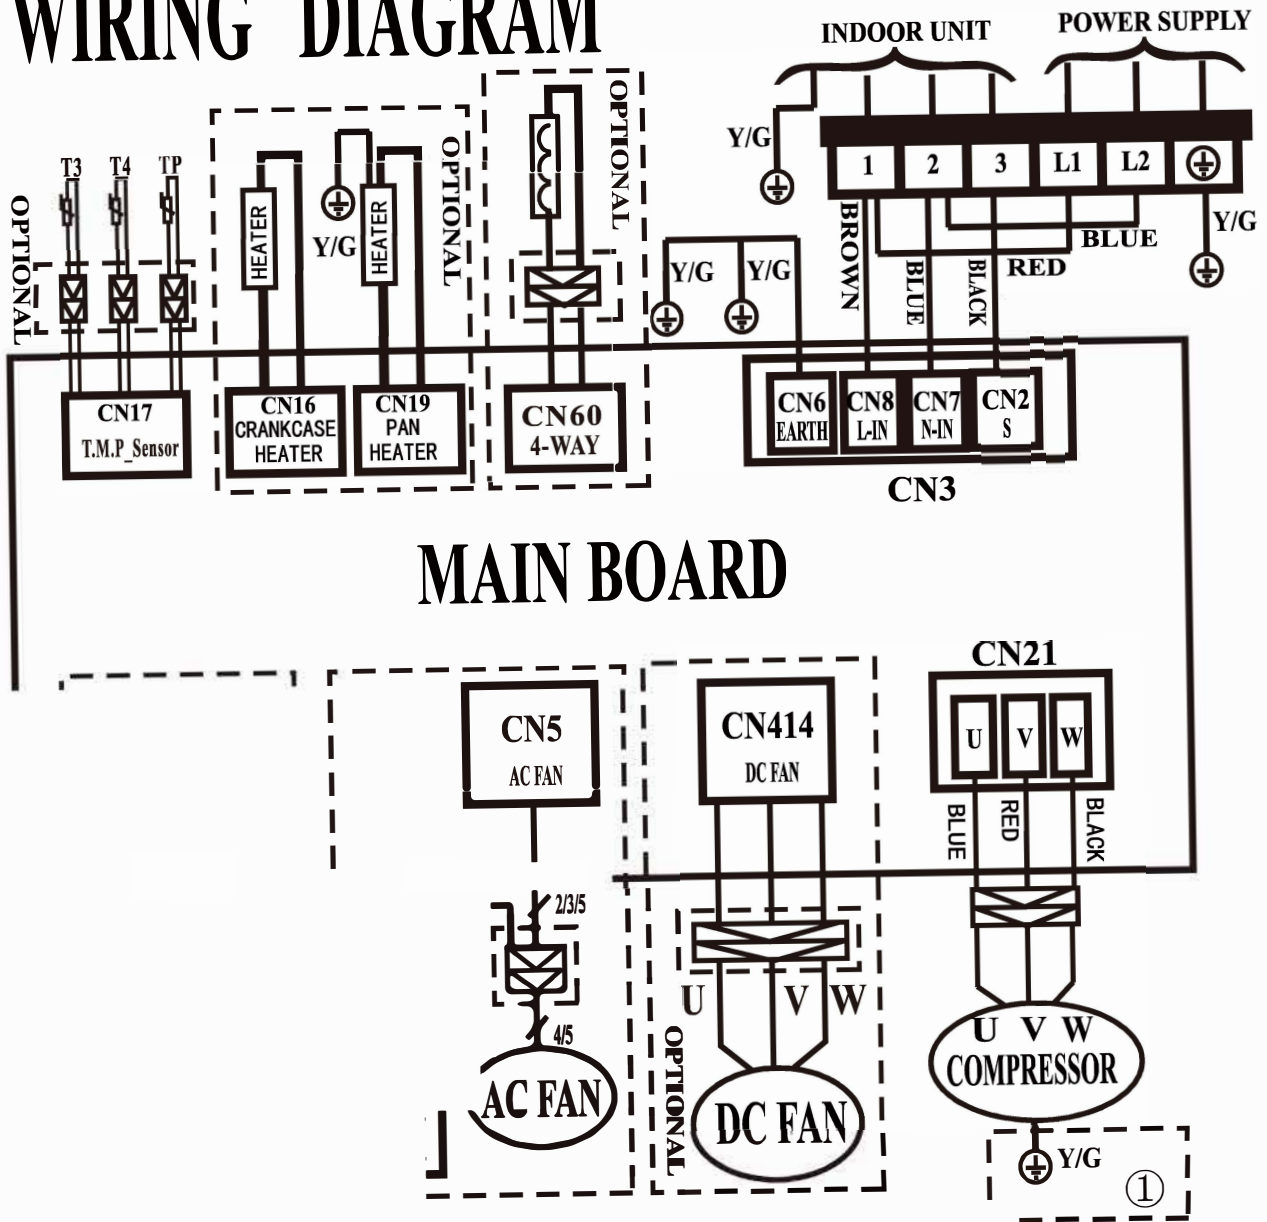 WIRING DIAGRAM
INDOOR UNIT
POWER SUPPLY
OPTIONAL
OPTIONAL
OPTIONAL
T3 T4 TP
Y/G
1 2 3 L1 L2
HEATER
Y/G
HEATER
Y/G Y/G
BROWN
BLUE
BLACK
RED
BLUE
Y/G
CN17
T.M.P_Sensor
CN16
CRANKCASE
HEATER
CN19
PAN
HEATER
CN60
4-WAY
CN6
EARTH
CN8
L-IN
CN7
N-IN
CN2
S
CN3
MAIN BOARD
CN5
AC FAN
CN414
DC FAN
CN21
U V W
BLUE
RED
BLACK
2/3/5
4/5
AC FAN
U V W
OPTIONAL
DC FAN
U V W
COMPRESSOR
Y/G
①